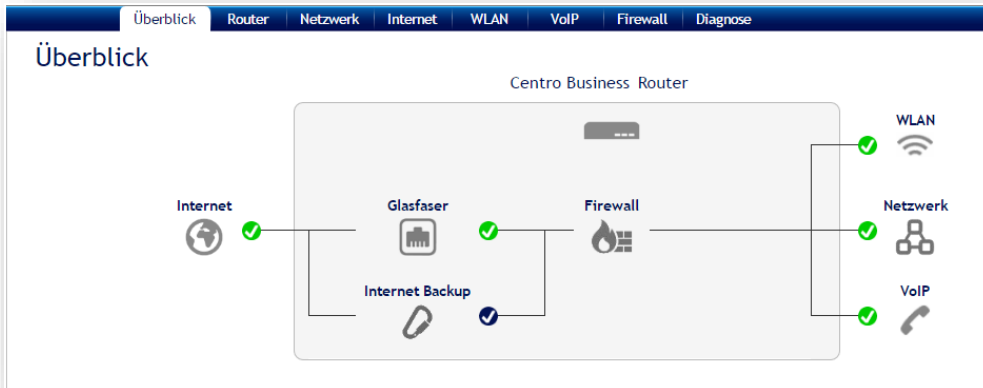 Überblick Router Netzwerk Internet WLAN VoIP Firewall Diagnose
Überblick
Centro Business Router
WLAN
Internet Glasfaser Firewall Netzwerk
Internet Backup VoIP